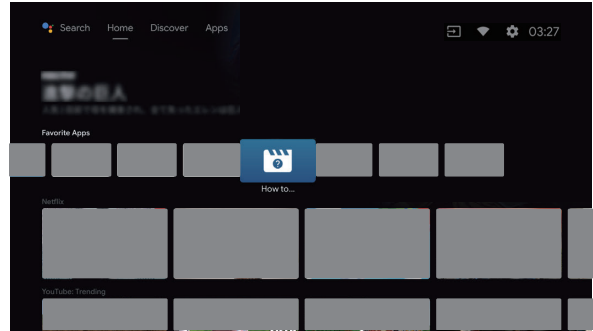 Search Home Discover Apps 03:27
進撃の巨人
Favorite Apps
How to...
Netflix
YouTube: Trending